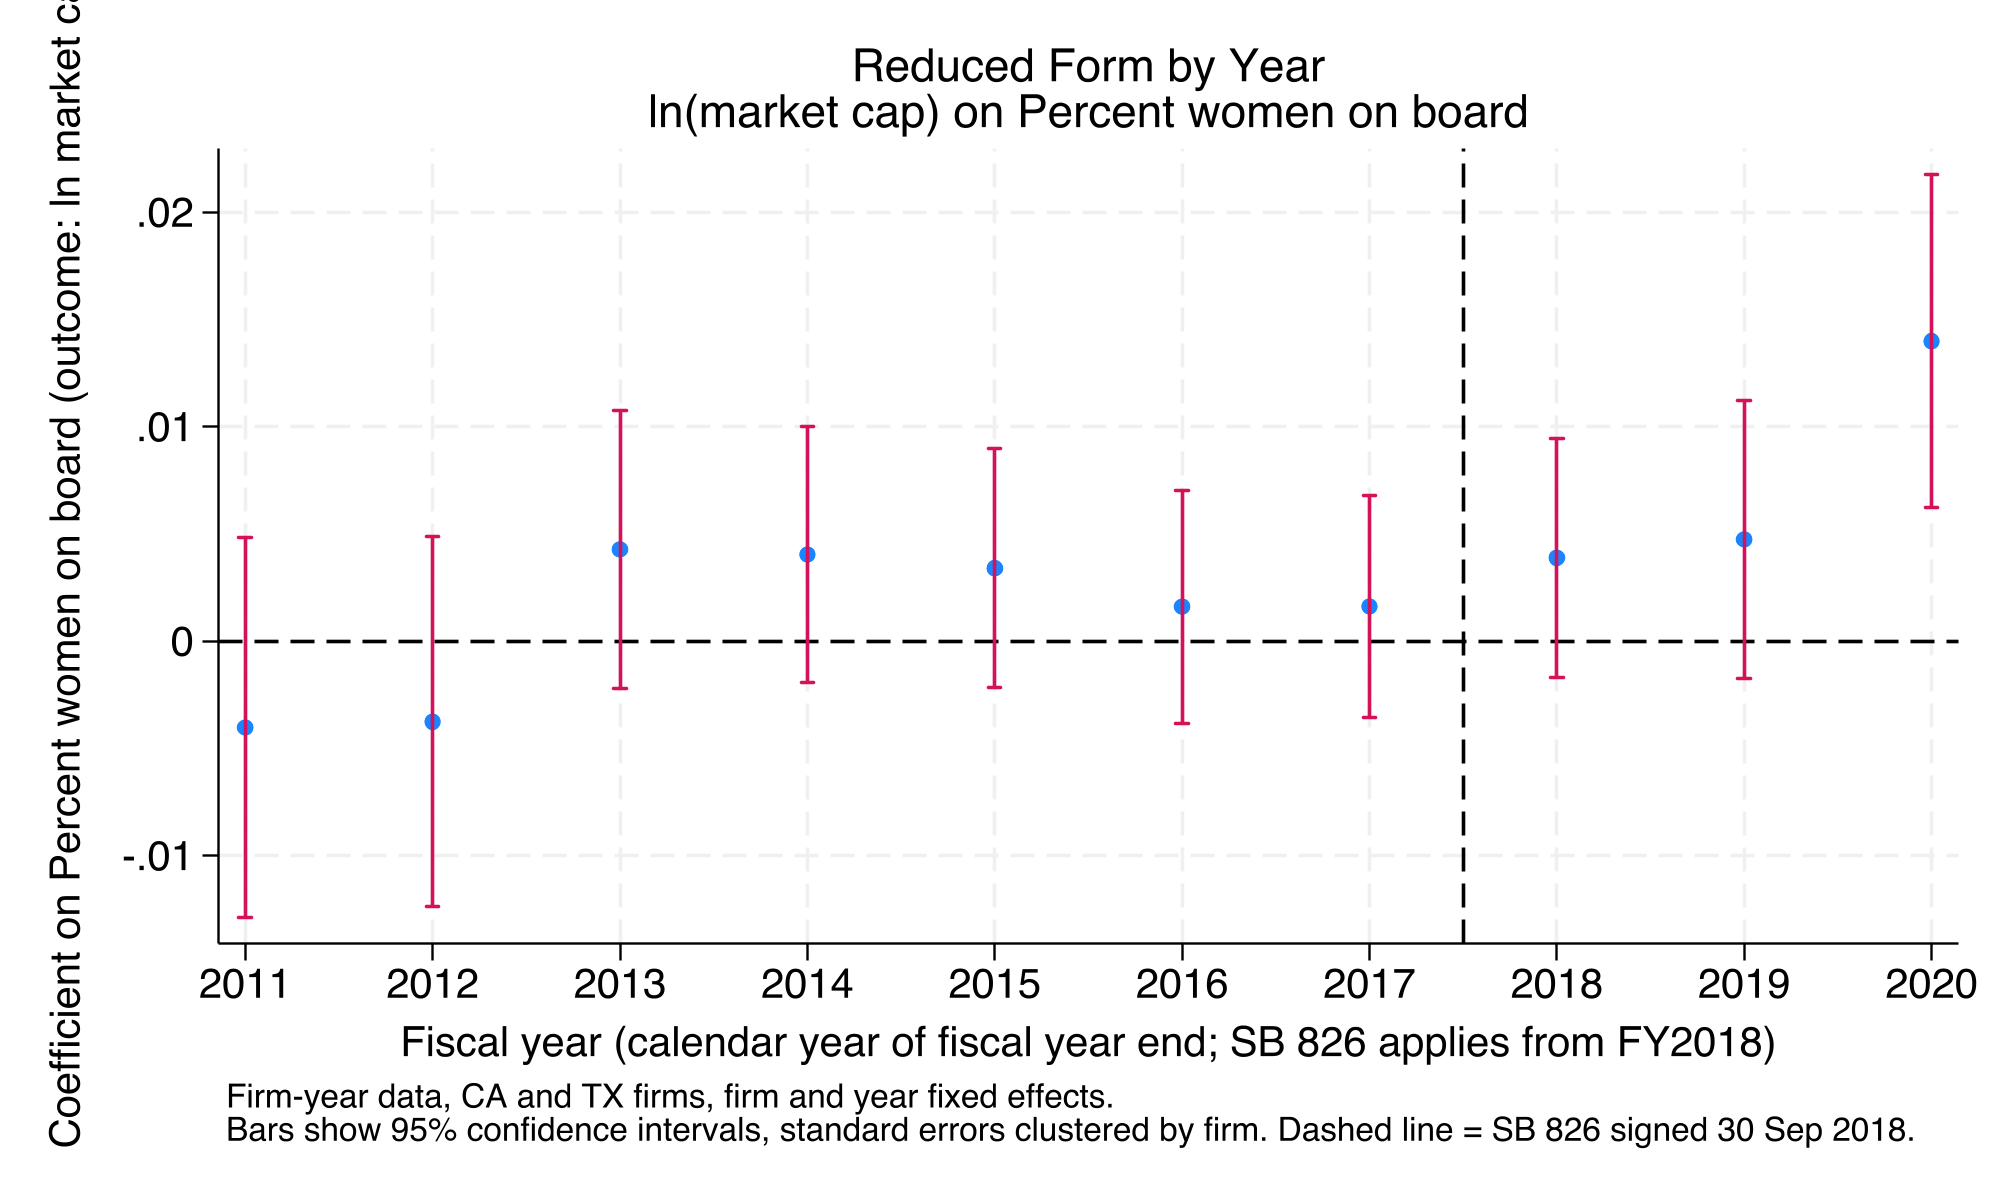 Reduced Form by Year
ln(market cap) on Percent women on board
Coefficient on Percent women on board (outcome: ln market
.02
.01
0
-.01
2011 2012 2013 2014 2015 2016 2017 2018 2019 2020
Fiscal year (calendar year of fiscal year end; SB 826 applies from FY2018)
Firm-year data, CA and TX firms, firm and year fixed effects.
Bars show 95% confidence intervals, standard errors clustered by firm. Dashed line = SB 826 signed 30 Sep 2018.